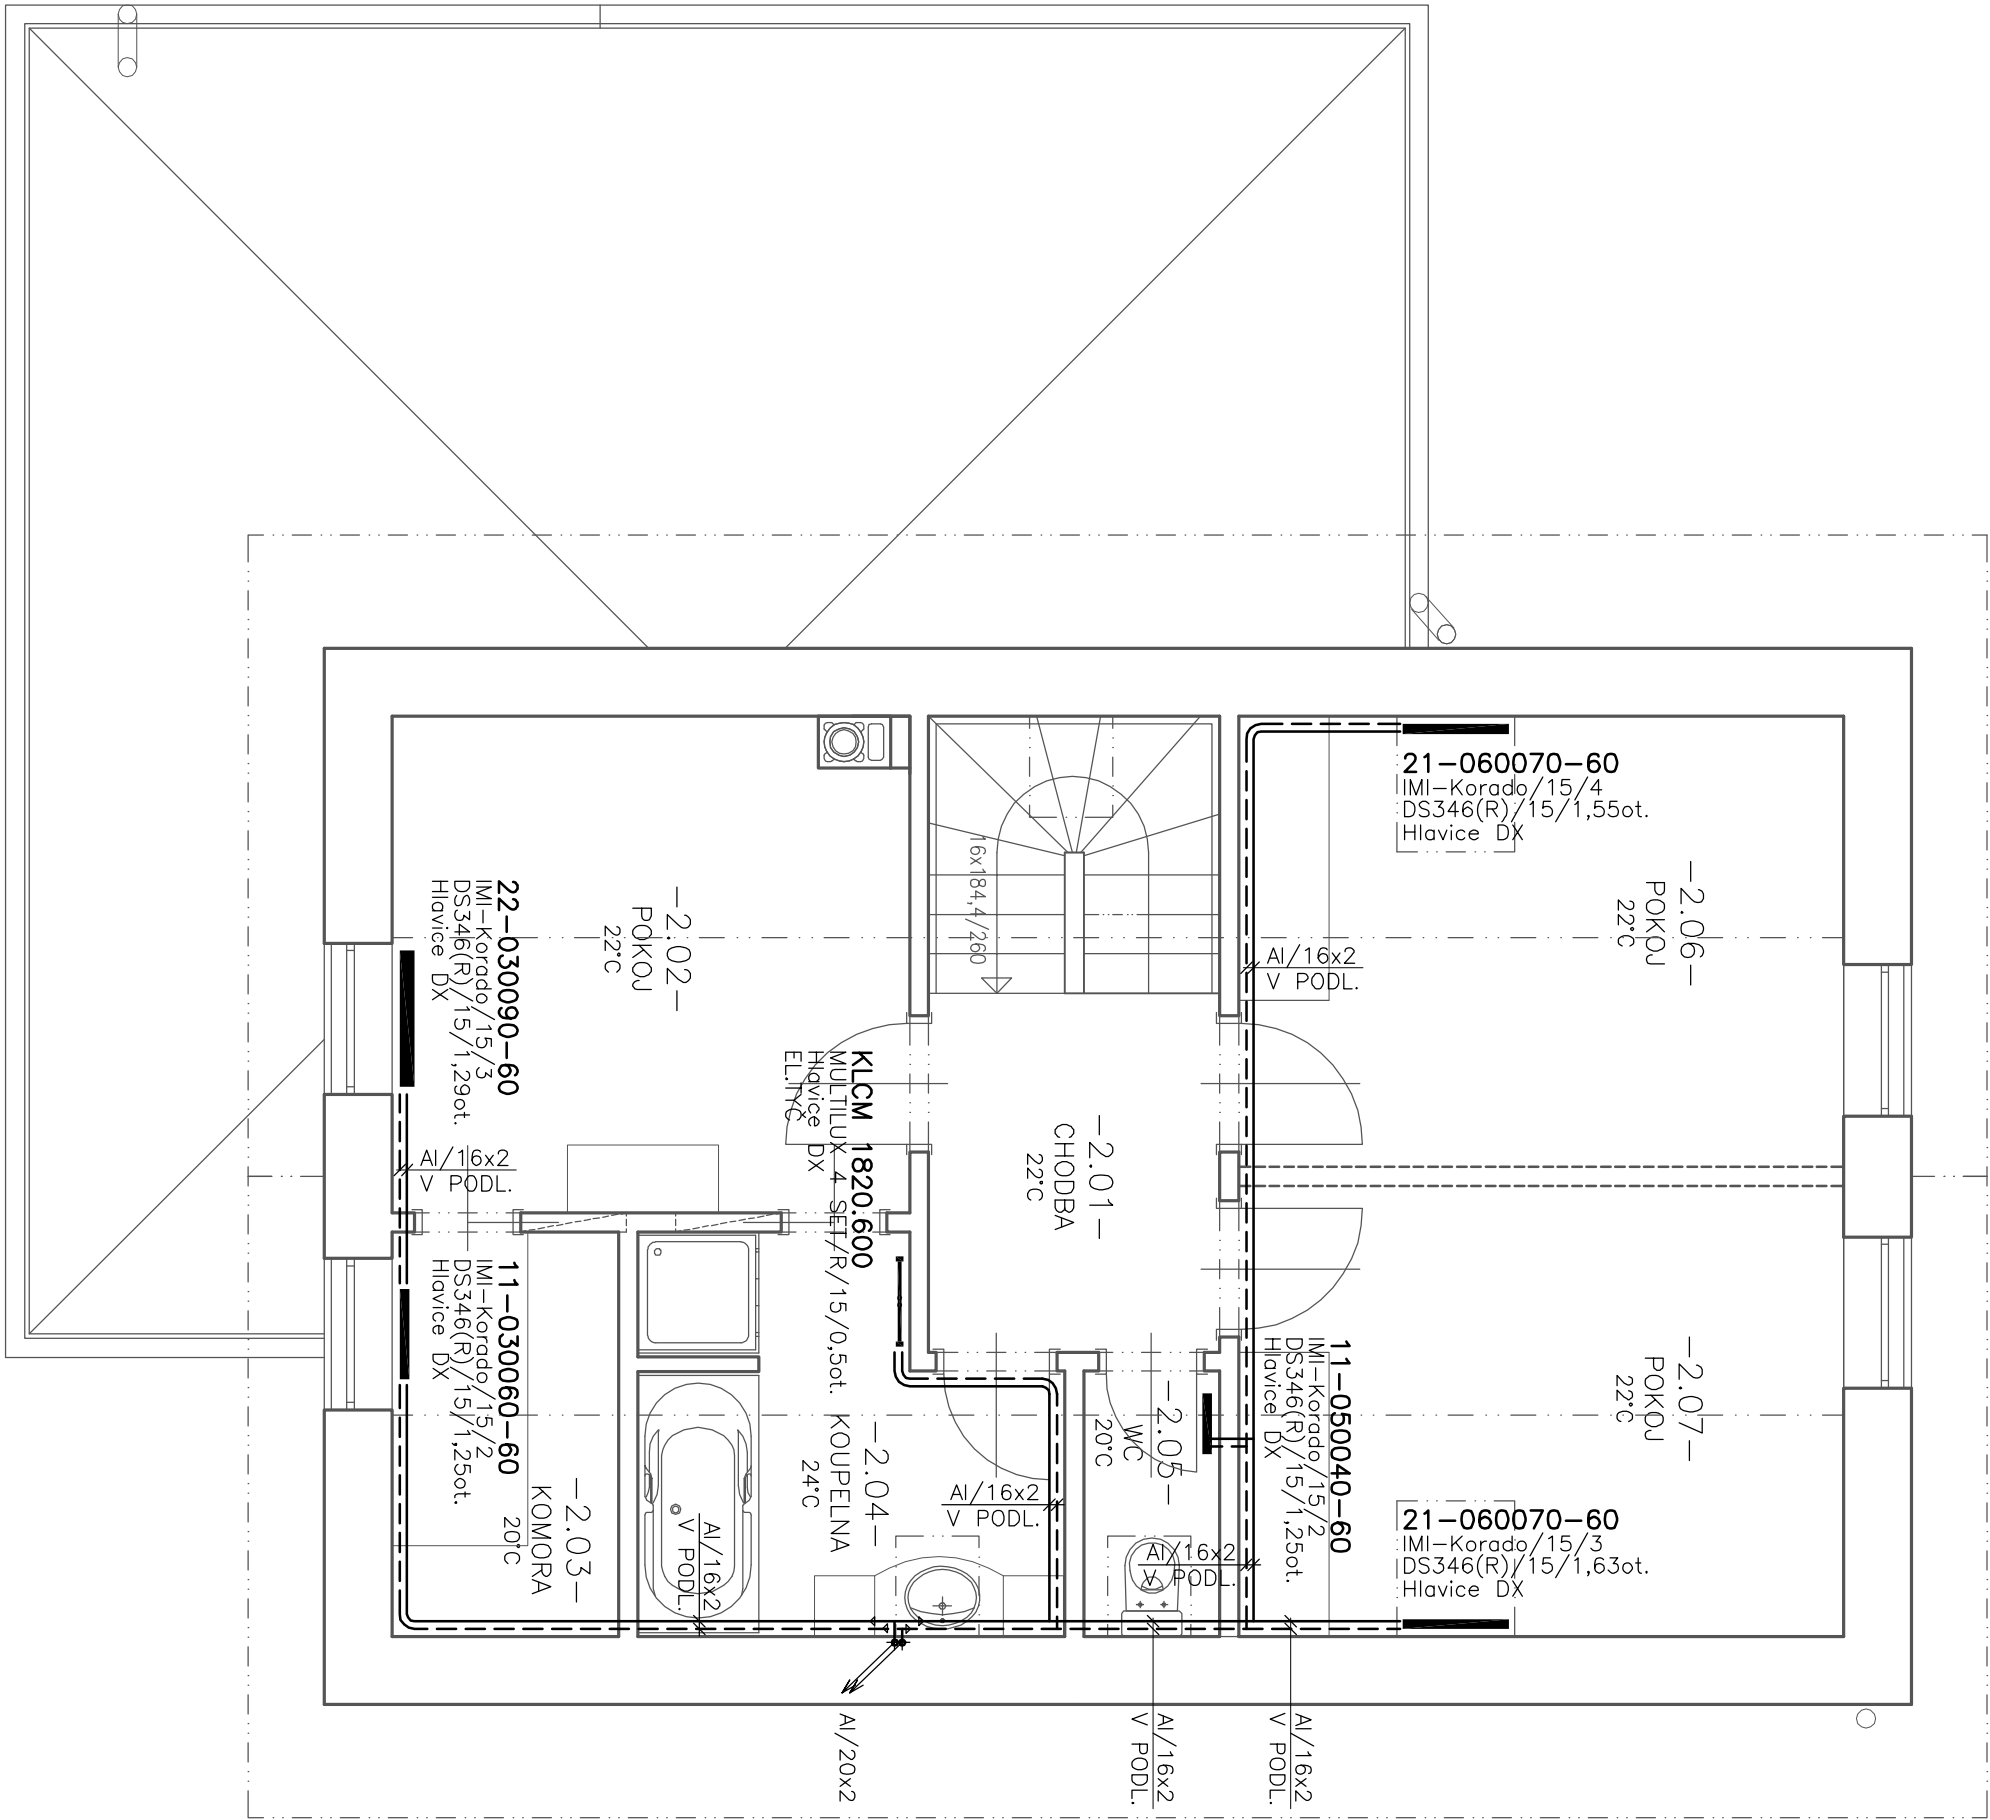 21-060070-60
IMI-Korado/15/4
DS346(R)/15/1,55ot.
Hlavice DX
-2.06-
POKOJ
22°C
16x184,4/260
Al/16x2
V PODL.
-2.02-
POKOJ
22°C
22-030090-60
IMI-Korado/15/3
DS346(R)/15/1,29ot.
Hlavice DX
Al/16x2
V PODL.
KLCM 1820.600
MULTILUX 4 SET/R/15/0,5ot.
Hlavice DX
EL.TYČ
-2.01-
CHODBA
22°C
11-030060-60
IMI-Korado/15/2
DS346(R)/15/1,25ot.
Hlavice DX
-2.03-
KOMORA
20°C
-2.04-
KOUPELNA
24°C
Al/16x2
V PODL.
Al/16x2
V PODL.
-2.05-
WC
20°C
Al/16x2
V PODL.
11-050040-60
IMI-Korado/15/2
DS346(R)/15/1,25ot.
Hlavice DX
-2.07-
POKOJ
22°C
21-060070-60
IMI-Korado/15/3
DS346(R)/15/1,63ot.
Hlavice DX
Al/20x2
Al/16x2
V PODL.
Al/16x2
V PODL.